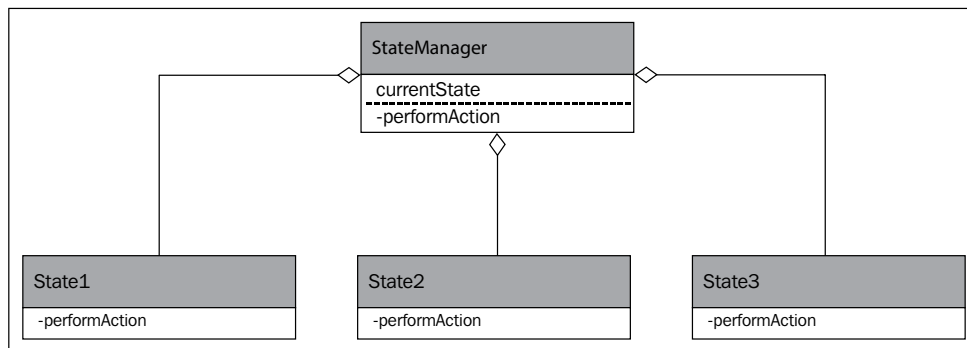 StateManager
currentState
-performAction
State1
-performAction
State2
-performAction
State3
-performAction